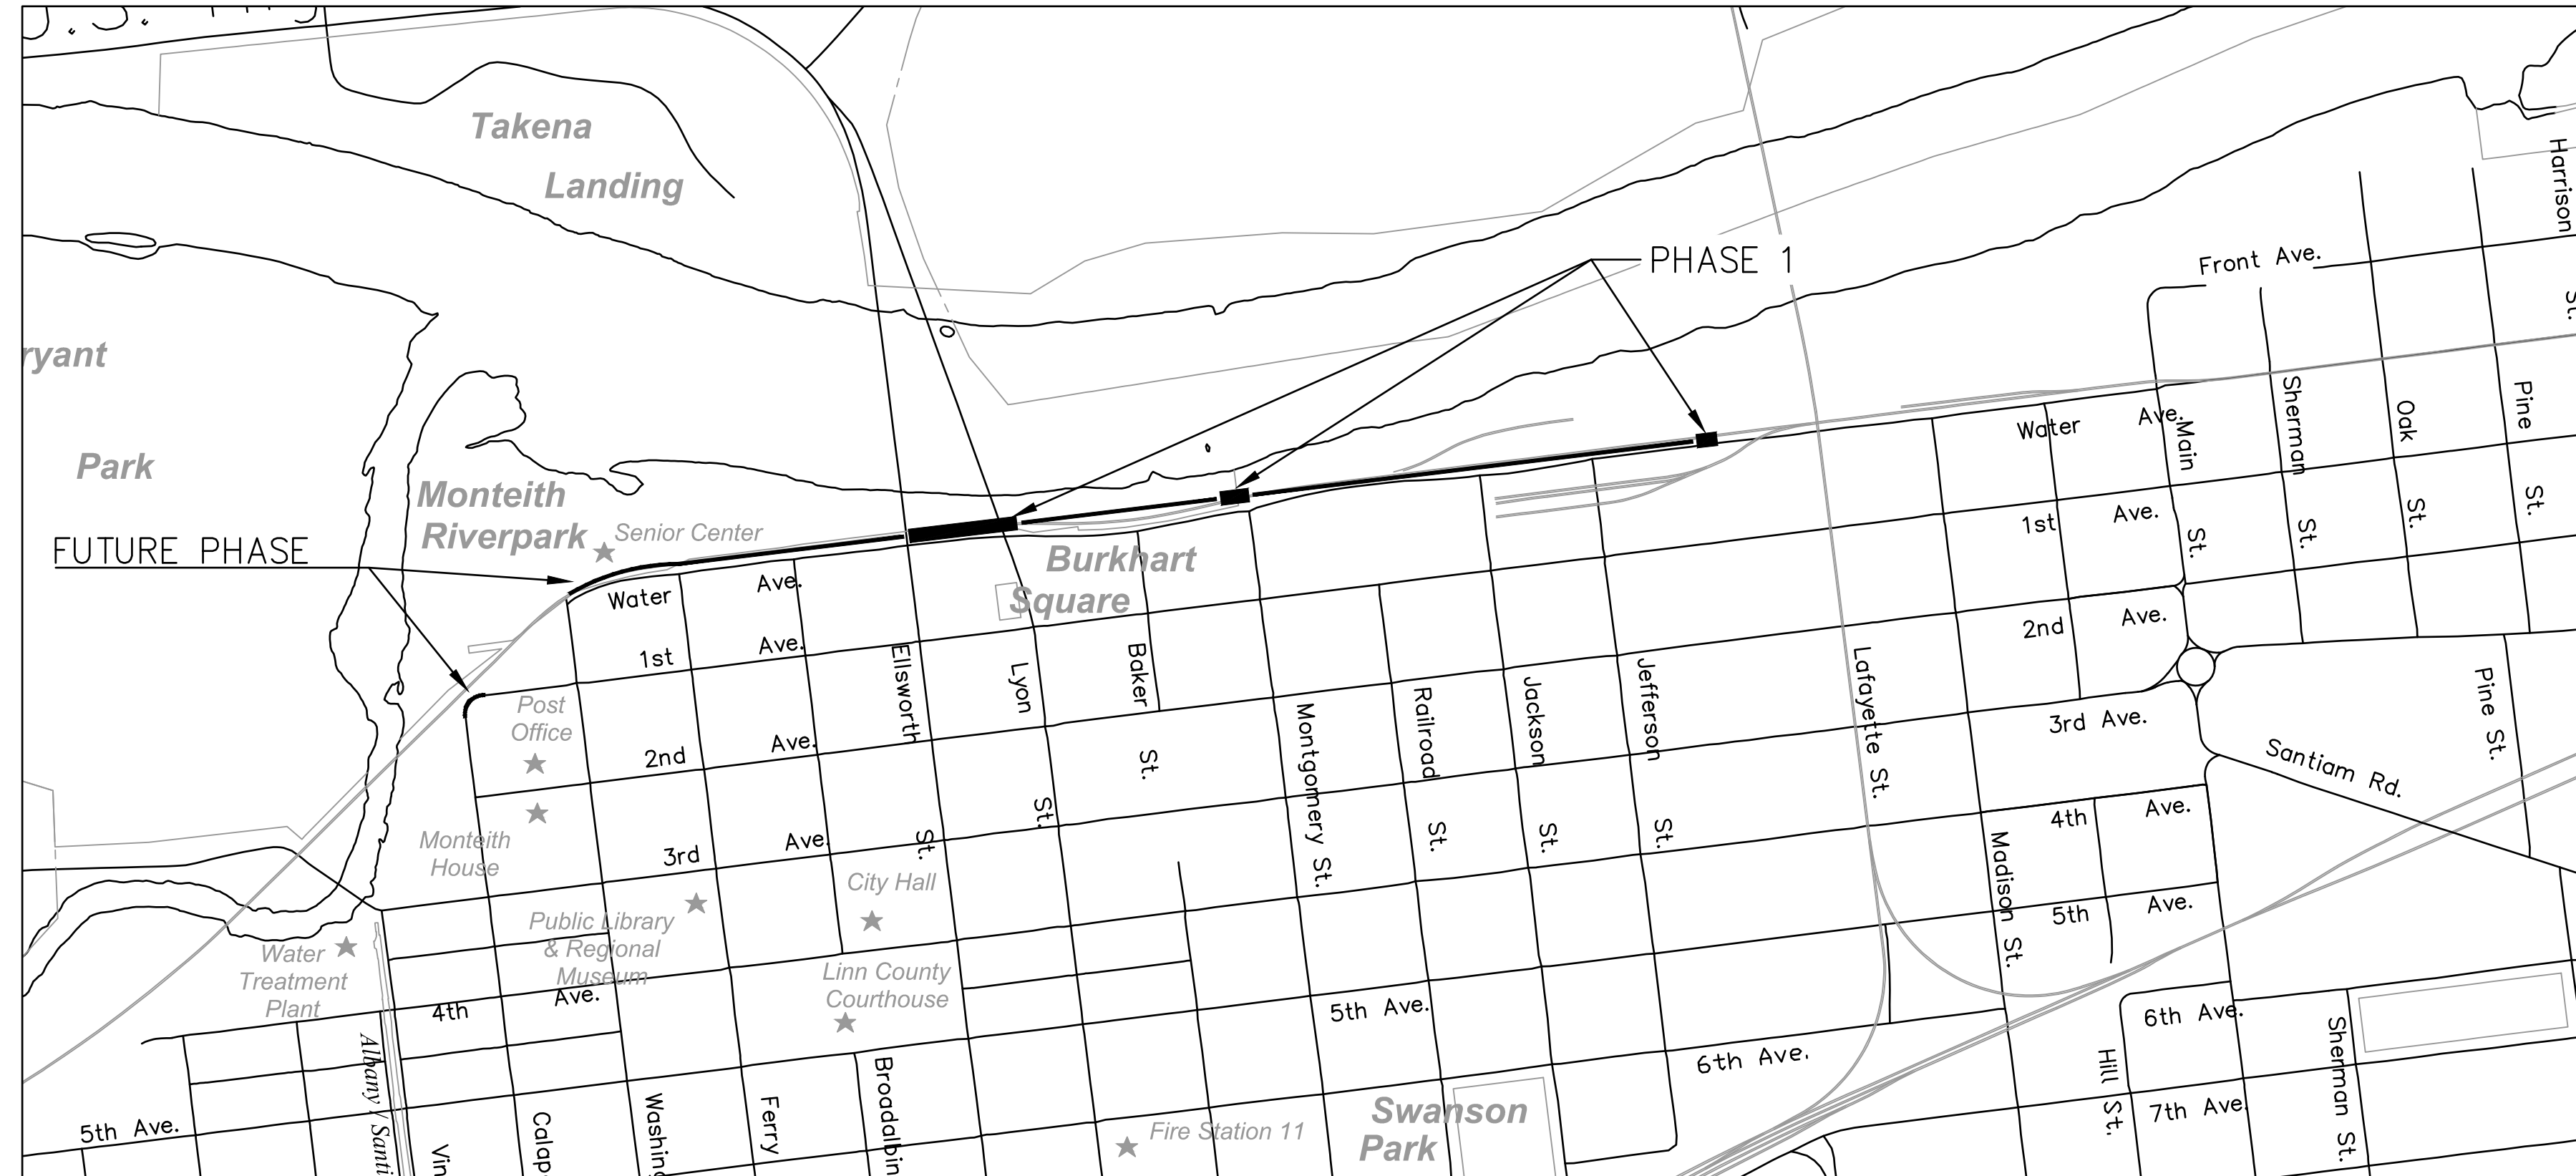 Takena
Landing
PHASE 1
Front Ave.
Harrison
St.
ryant
Park
Monteith
Riverpark
Senior Center
FUTURE PHASE
Burkhart
Square
Water Ave.
Water Ave.
Main St.
Sherman St.
Oak St.
Pine St.
1st Ave.
1st Ave.
2nd Ave.
2nd Ave.
3rd Ave.
3rd Ave.
Post
Office
Monteith
House
Ellsworth St.
Lyon St.
Baker St.
Montgomery St.
Railroad St.
Jackson St.
Jefferson St.
Lafayette St.
Madison St.
Pine St.
Santiam Rd.
4th Ave.
5th Ave.
City Hall
Public Library
& Regional
Museum
Water
Treatment
Plant
Linn County
Courthouse
4th Ave.
5th Ave.
6th Ave.
6th Ave.
7th Ave.
Hill St.
Sherman St.
5th Ave.
Albany / Santi
Vin
Calap
Washing
Ferry
Broadalbin
Fire Station 11
Swanson
Park